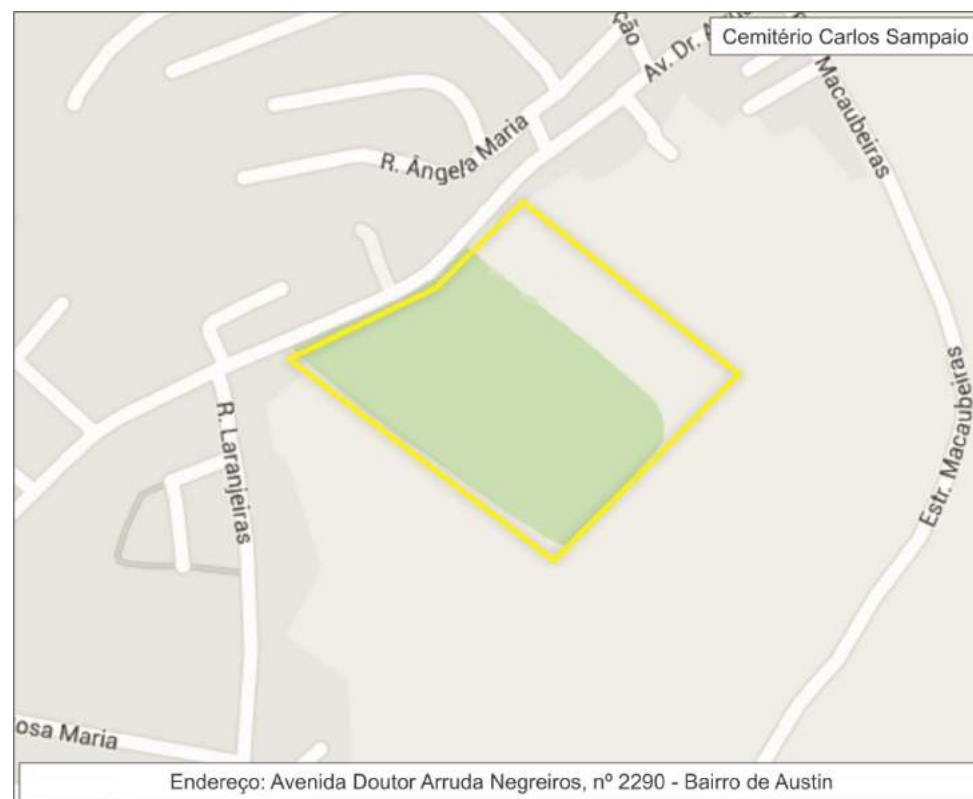 Cemitério Carlos Sampaio
ção
Av. Dr.
Macaubeiras
R. Ângela Maria
R. Laranjeiras
Estr. Macaubeiras
osa Maria
Endereço: Avenida Doutor Arruda Negreiros, nº 2290 - Bairro de Austin